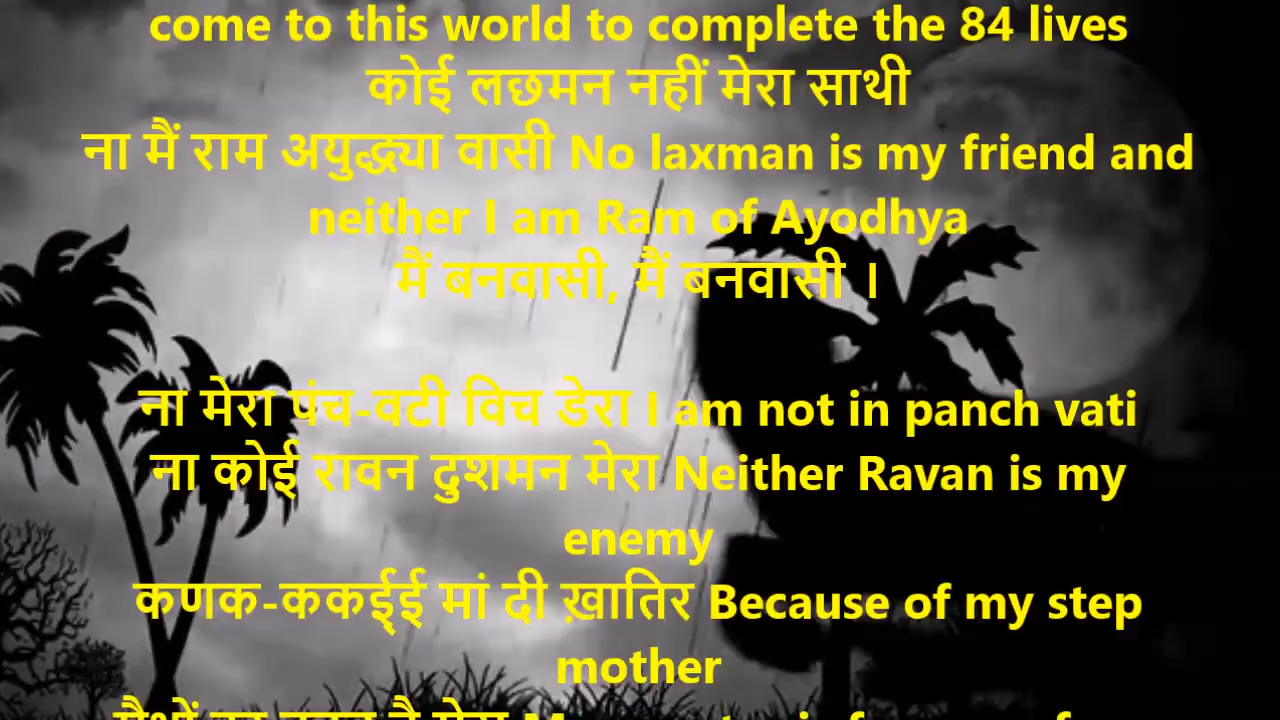 come to this world to complete the 84 lives
कोई लछमन नहीं मेरा साथी
ना मैं राम अयुद्ध्या वासी No laxman is my friend and
neither I am Ram of Ayodhya
मैं बनवासी, मैं बनवासी ।
ना मेरा पंच-वटी विच डेरा I am not in panch vati
ना कोई रावन दुशमन मेरा Neither Ravan is my
enemy
कणक-ककईई मां दी ख़ातिर Because of my step
mother